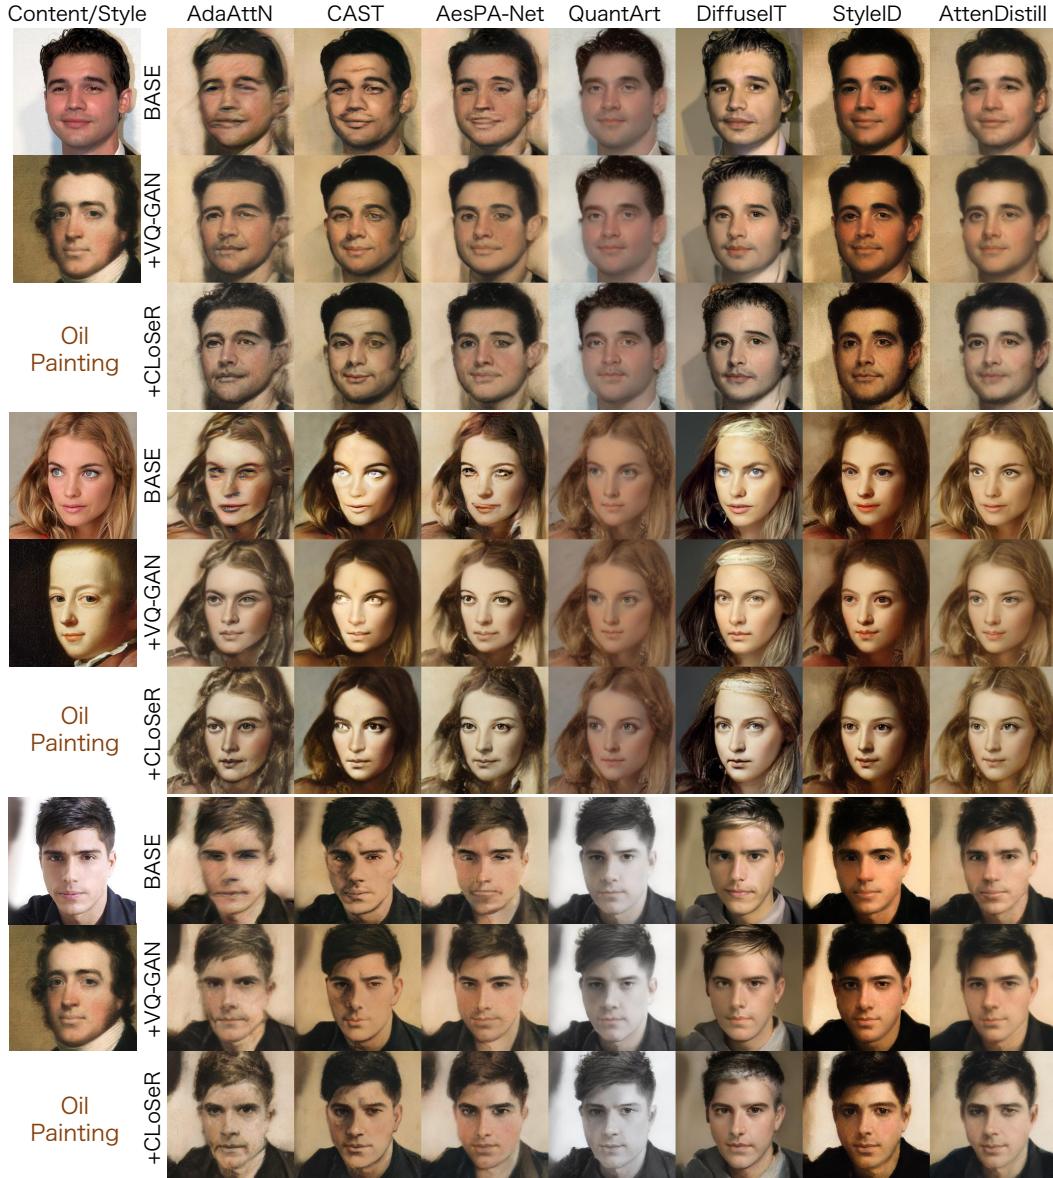 Content/Style AdaAttN CAST AesPA-Net QuantArt DiffuseIT StyleID AttenDistill
BASE
+VQ-GAN
+CLoSeR
Oil
Painting
BASE
+VQ-GAN
+CLoSeR
Oil
Painting
BASE
+VQ-GAN
+CLoSeR
Oil
Painting